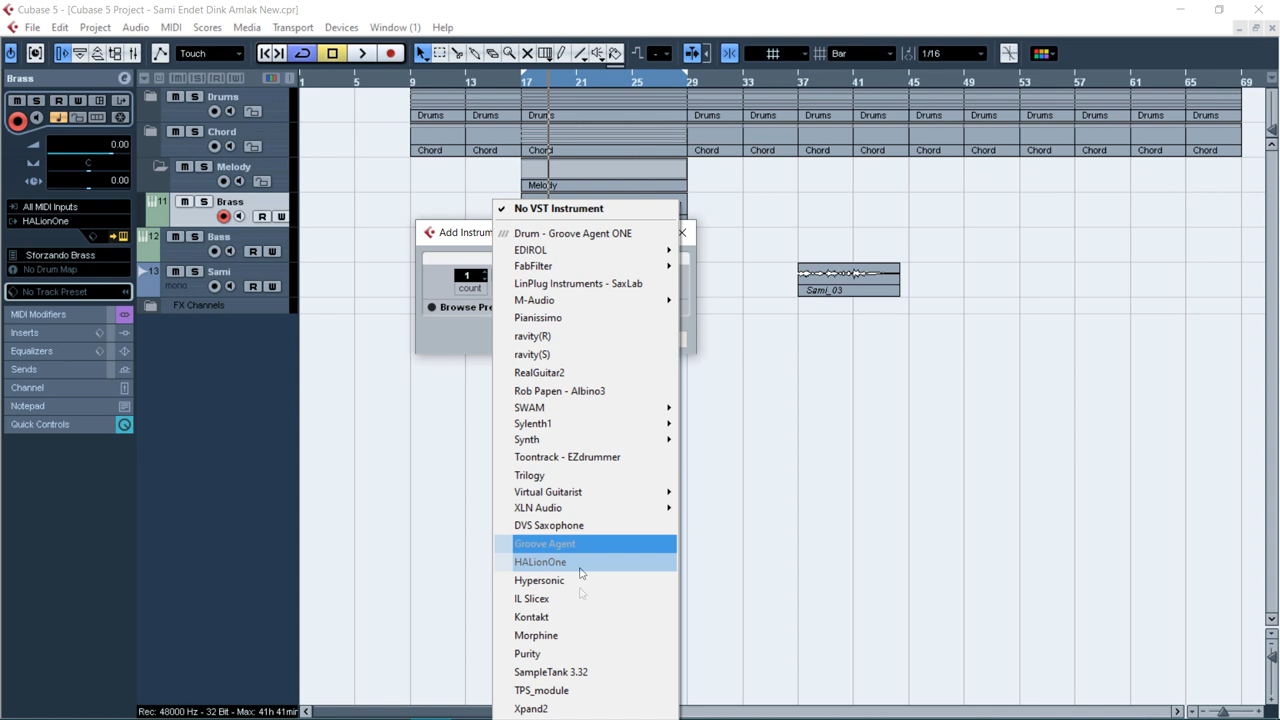 Cubase 5 - [Cubase 5 Project - Sami Endet Dink Amlak New.cpr]
File Edit Project Audio MIDI Scores Media Transport Devices Window (1) Help
Touch Bar 1/16
Brass
1 5 9 13 17 21 25 29 33 37 41 45 49 53 57 61 65 69
M S Drums
Drums Drums Drums Drums Drums Drums Drums Drums Drums Drums Drums Drums Drums
M S R W
0.00
M S Chord
C
Chord Chord Chord Chord Chord Chord Chord Chord Chord Chord Chord Chord Chord
0.00
M S Melody
Melody
All MIDI Inputs
HALionOne
11 M S Brass
R W
Sforzando Brass
No Drum Map
12 M S Bass
R W
No Track Preset
13 M S Sami
mono R W
Sami_03
FX Channels
MIDI Modifiers
Inserts
Equalizers
Sends
Channel
Notepad
Quick Controls
Add Instrum
1
count
Browse Pre
No VST Instrument
Drum - Groove Agent ONE
EDIROL
FabFilter
LinPlug Instruments - SaxLab
M-Audio
Pianissimo
ravity(R)
ravity(S)
RealGuitar2
Rob Papen - Albino3
SWAM
Sylenth1
Synth
Toontrack - EZdrummer
Trilogy
Virtual Guitarist
XLN Audio
DVS Saxophone
Groove Agent
HALionOne
Hypersonic
IL Slicex
Kontakt
Morphine
Purity
SampleTank 3.32
TPS_module
Xpand2
Rec: 48000 Hz - 32 Bit - Max: 41h 41min